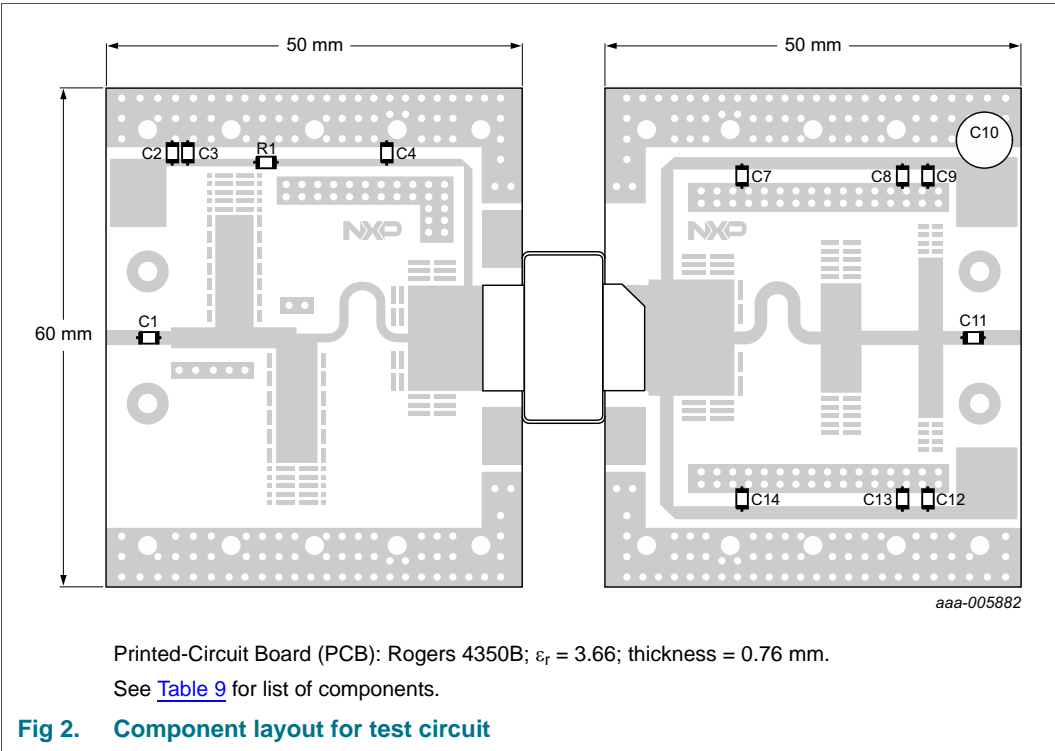 50 mm
50 mm
60 mm
C2
C3
R1
C4
C10
C7
C8
C9
NXP
NXP
C1
C11
C14
C13
C12
aaa-005882
Printed-Circuit Board (PCB): Rogers 4350B; εr = 3.66; thickness = 0.76 mm.
See Table 9 for list of components.
Fig 2. Component layout for test circuit